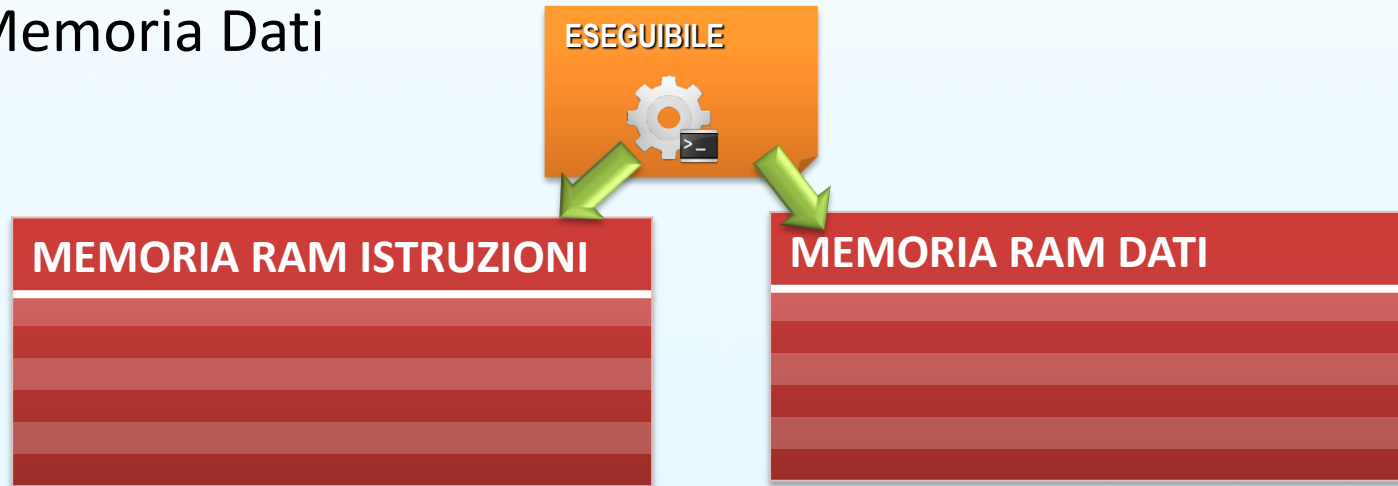 Memoria Dati
ESEGUIBILE
>_
MEMORIA RAM ISTRUZIONI
MEMORIA RAM DATI